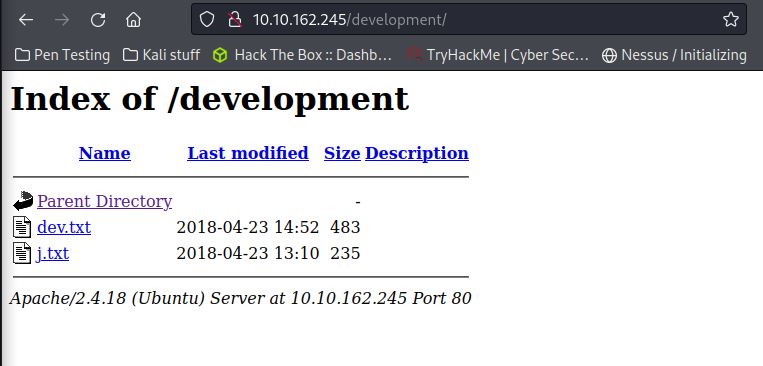 10.10.162.245/development/
Pen Testing Kali stuff Hack The Box :: Dashb... TryHackMe | Cyber Sec... Nessus / Initializing
Index of /development
Name Last modified Size Description
Parent Directory -
dev.txt 2018-04-23 14:52 483
j.txt 2018-04-23 13:10 235
Apache/2.4.18 (Ubuntu) Server at 10.10.162.245 Port 80